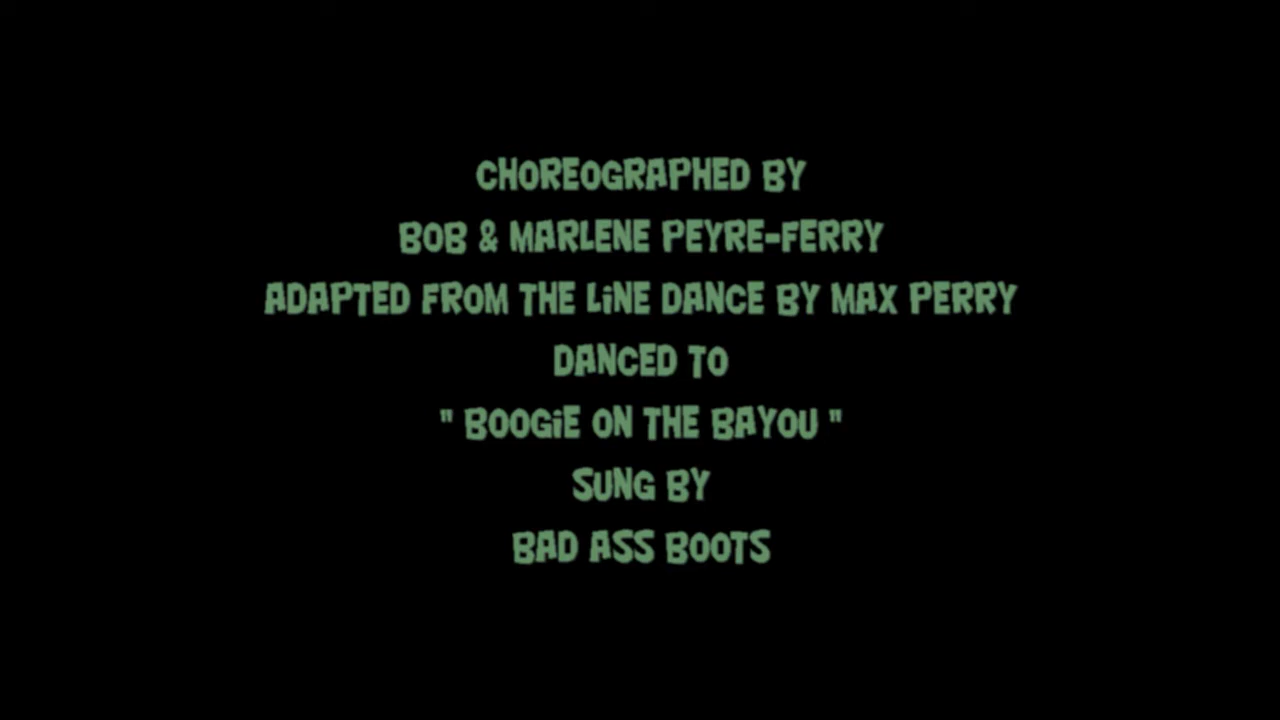 CHOREOGRAPHED BY
BOB & MARLENE PEYRE-FERRY
ADAPTED FROM THE LiNE DANCE BY MAX PERRY
DANCED TO
" BOOGiE ON THE BAYOU "
SUNG BY
BAD ASS BOOTS